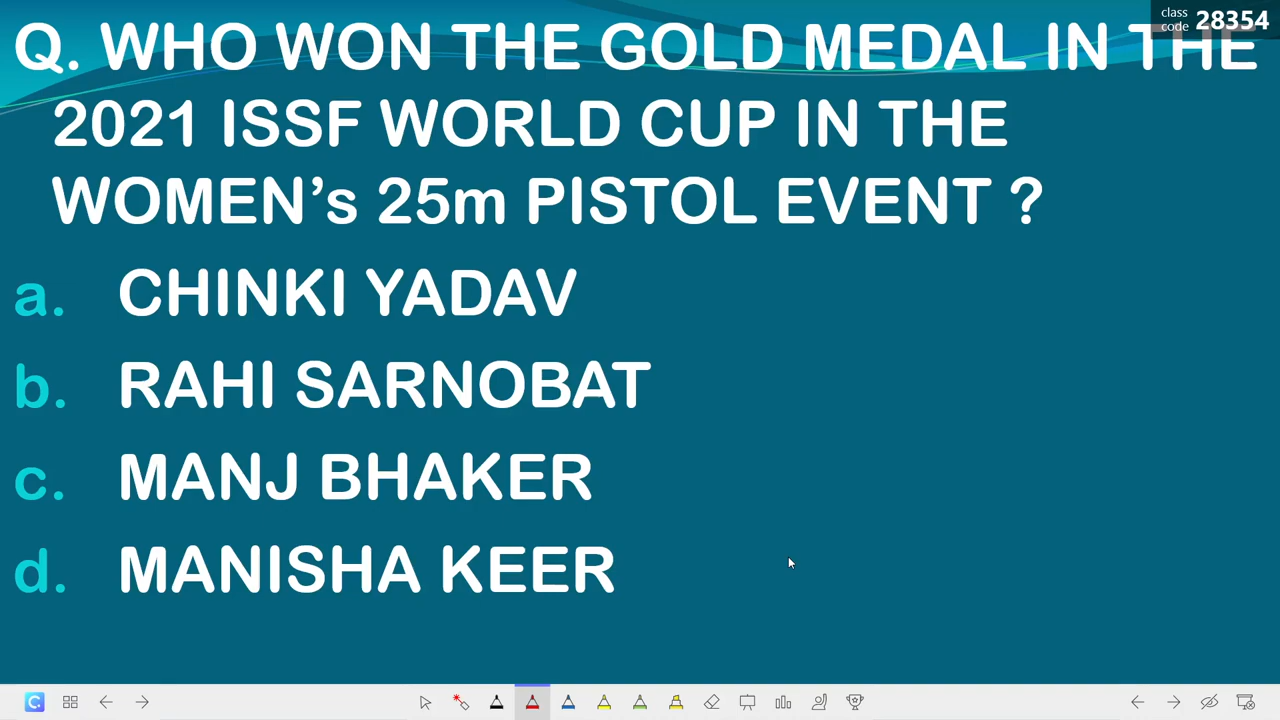 class code 28354
Q. WHO WON THE GOLD MEDAL IN THE
2021 ISSF WORLD CUP IN THE
WOMEN's 25m PISTOL EVENT ?
a. CHINKI YADAV
b. RAHI SARNOBAT
c. MANJ BHAKER
d. MANISHA KEER